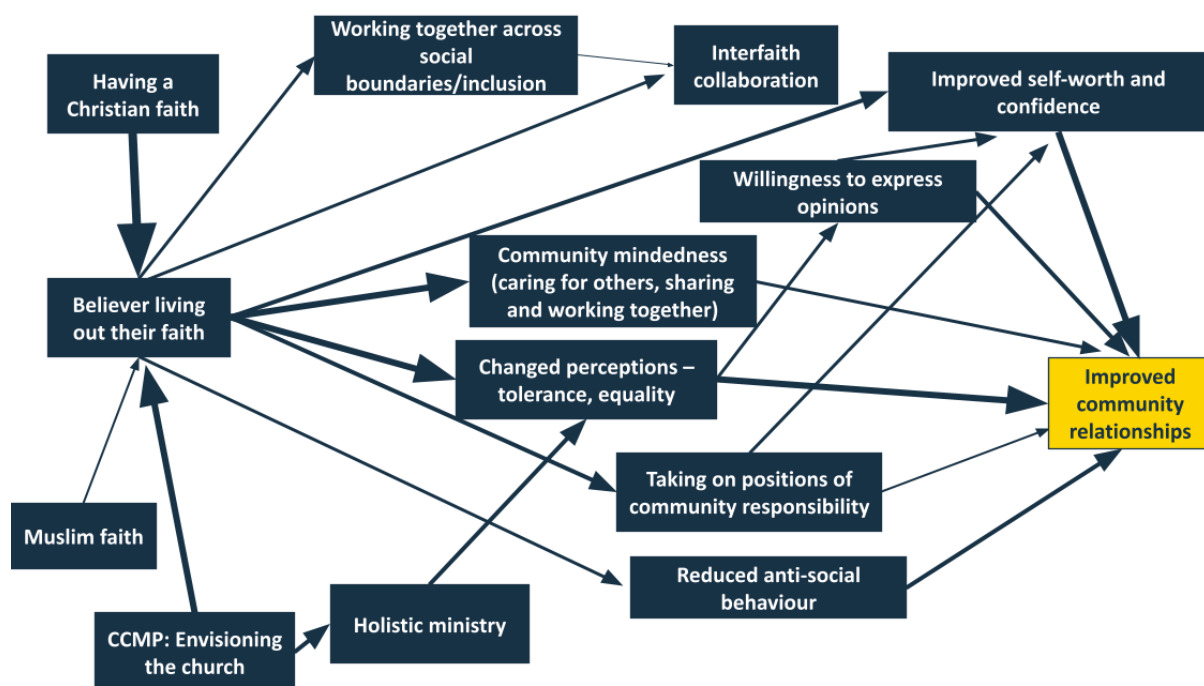 Working together across
social
boundaries/inclusion
Interfaith
collaboration
Having a
Christian faith
Improved self-worth and
confidence
Willingness to express
opinions
Community mindedness
(caring for others, sharing
and working together)
Believer living
out their faith
Changed perceptions –
tolerance, equality
Improved
community
relationships
Taking on positions of
community responsibility
Muslim faith
Reduced anti-social
behaviour
Holistic ministry
CCMP: Envisioning
the church